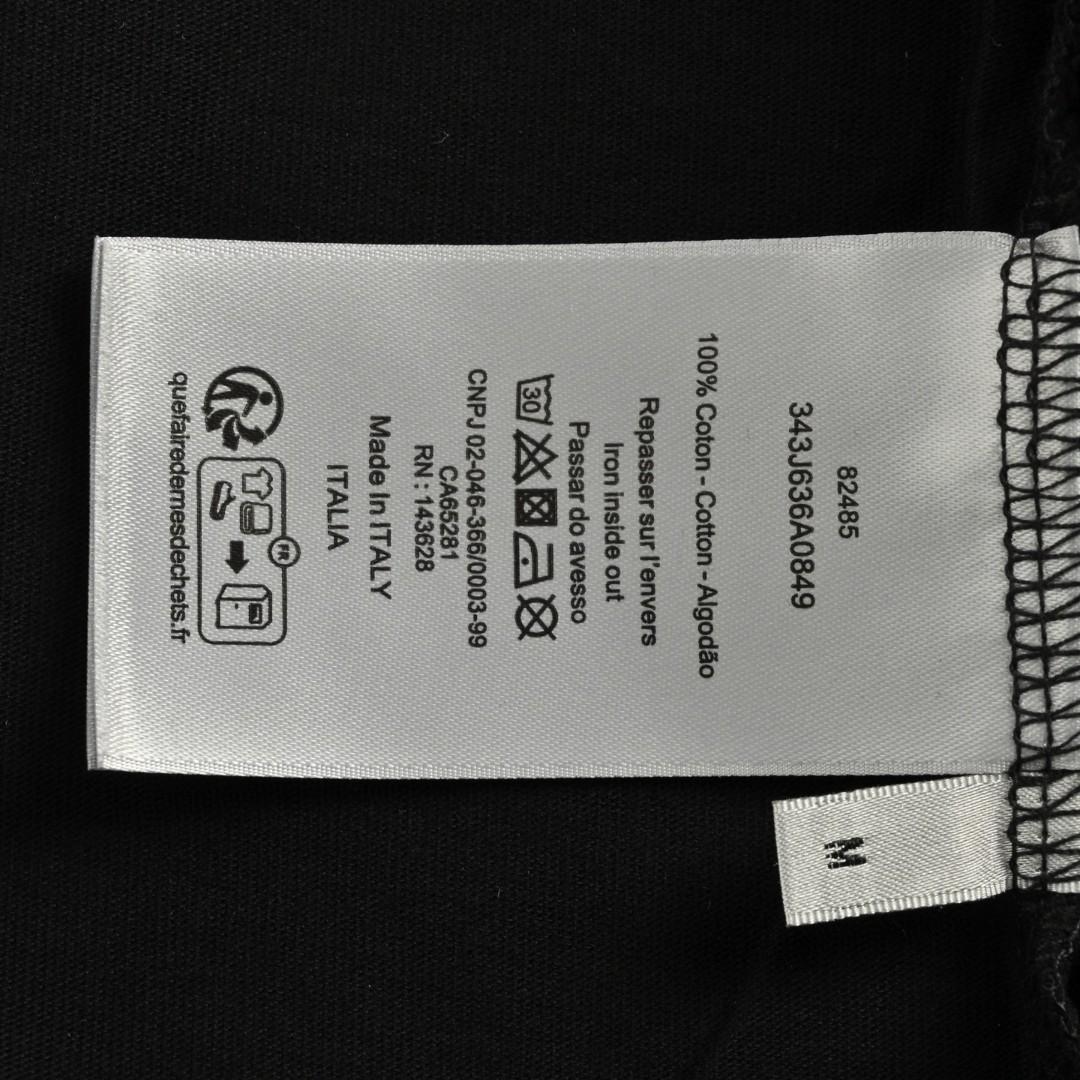 82485
343J636A0849
100% Coton - Cotton - Algodão
Repasser sur l'envers
Iron inside out
Passar do avesso
30
CNPJ 02-046-366/0003-99
CA65281
RN : 143628
Made In ITALY
ITALIA
FR
quefairedemesdechets.fr
M